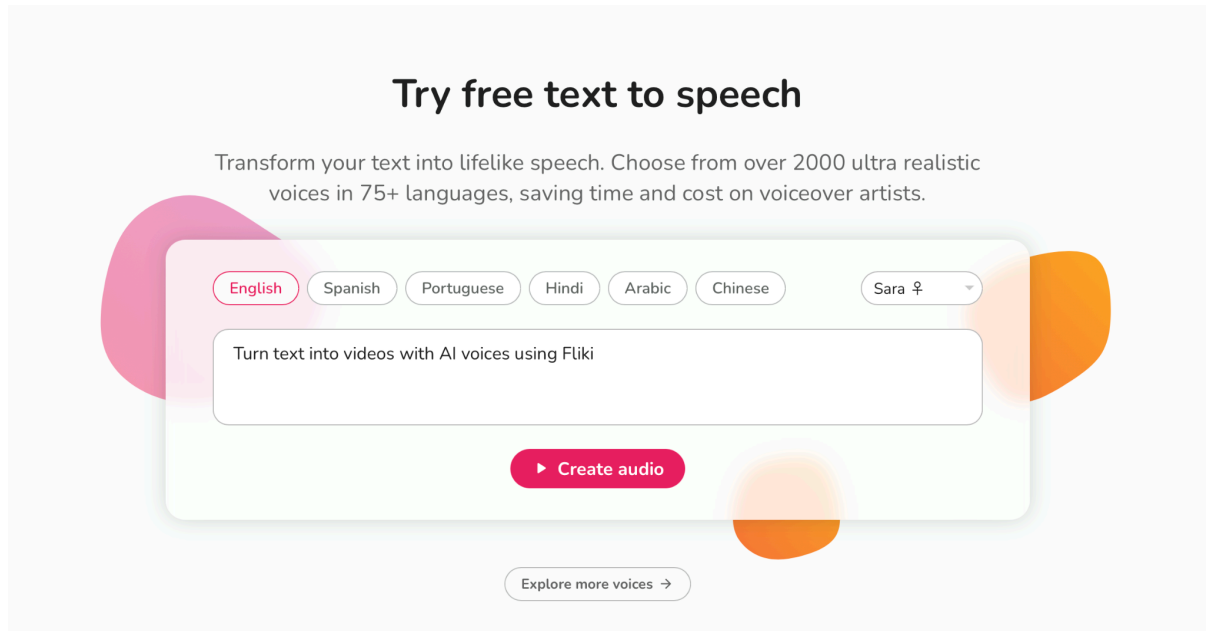 Try free text to speech
Transform your text into lifelike speech. Choose from over 2000 ultra realistic
voices in 75+ languages, saving time and cost on voiceover artists.
English Spanish Portuguese Hindi Arabic Chinese Sara ♀
Turn text into videos with AI voices using Fliki
Create audio
Explore more voices →